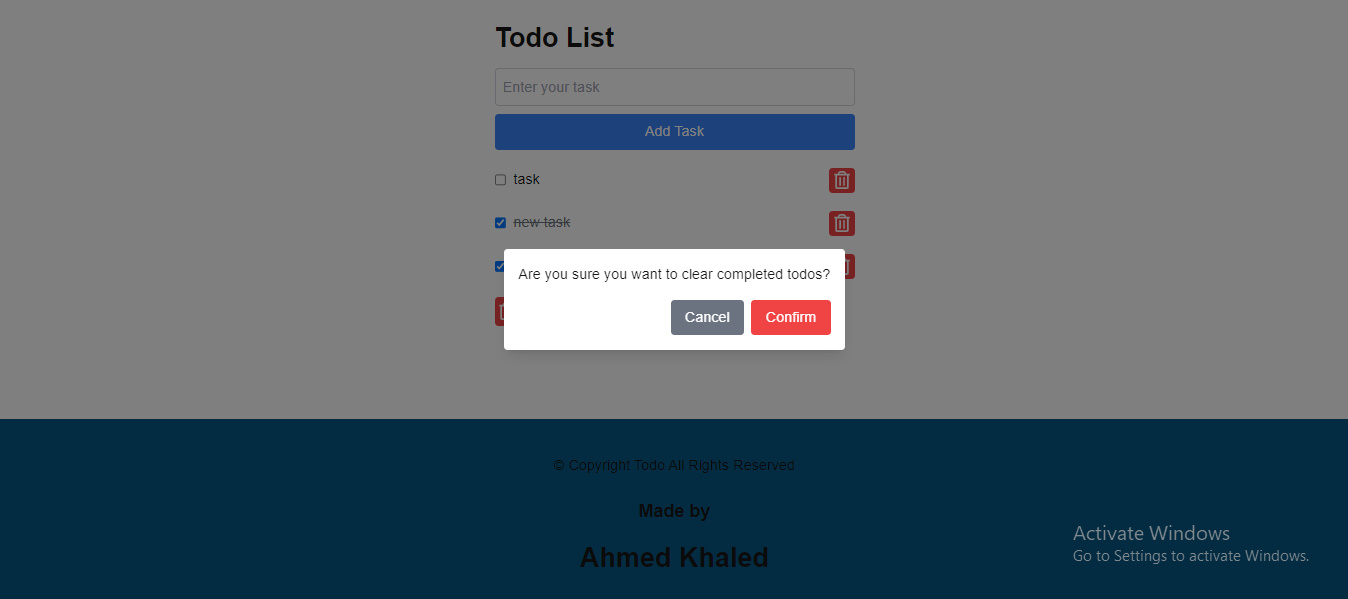 Todo List
Enter your task
Add Task
task
new task
Are you sure you want to clear completed todos?
Cancel Confirm
© Copyright Todo All Rights Reserved
Made by
Ahmed Khaled
Activate Windows
Go to Settings to activate Windows.